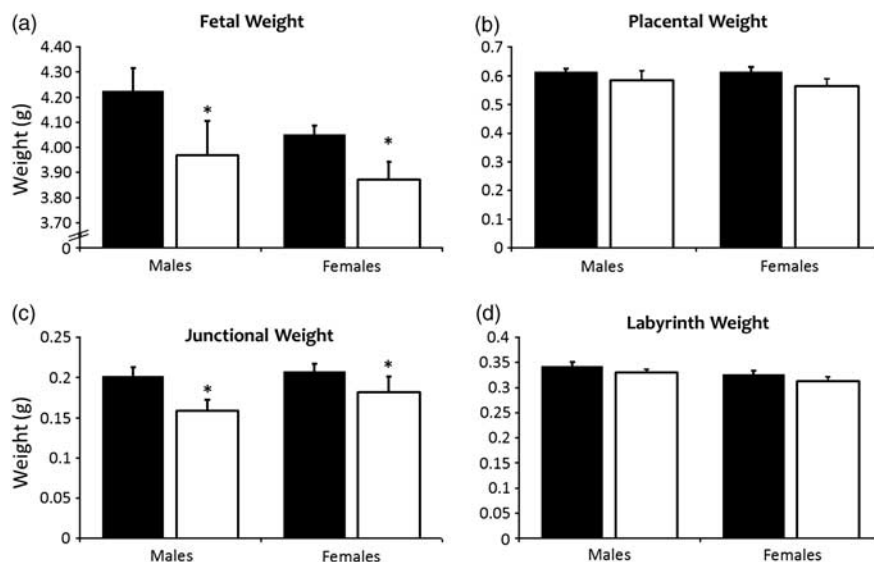 (a)
Fetal Weight
Weight (g)
4.40
4.30
4.20
4.10
4.00
3.90
3.80
3.70
0
*
*
Males
Females
(b)
Placental Weight
0.7
0.6
0.5
0.4
0.3
0.2
0.1
0
Males
Females
(c)
Junctional Weight
Weight (g)
0.25
0.2
0.15
0.1
0.05
0
*
*
Males
Females
(d)
Labyrinth Weight
0.4
0.35
0.3
0.25
0.35
0.15
0.1
0.05
0
Males
Females